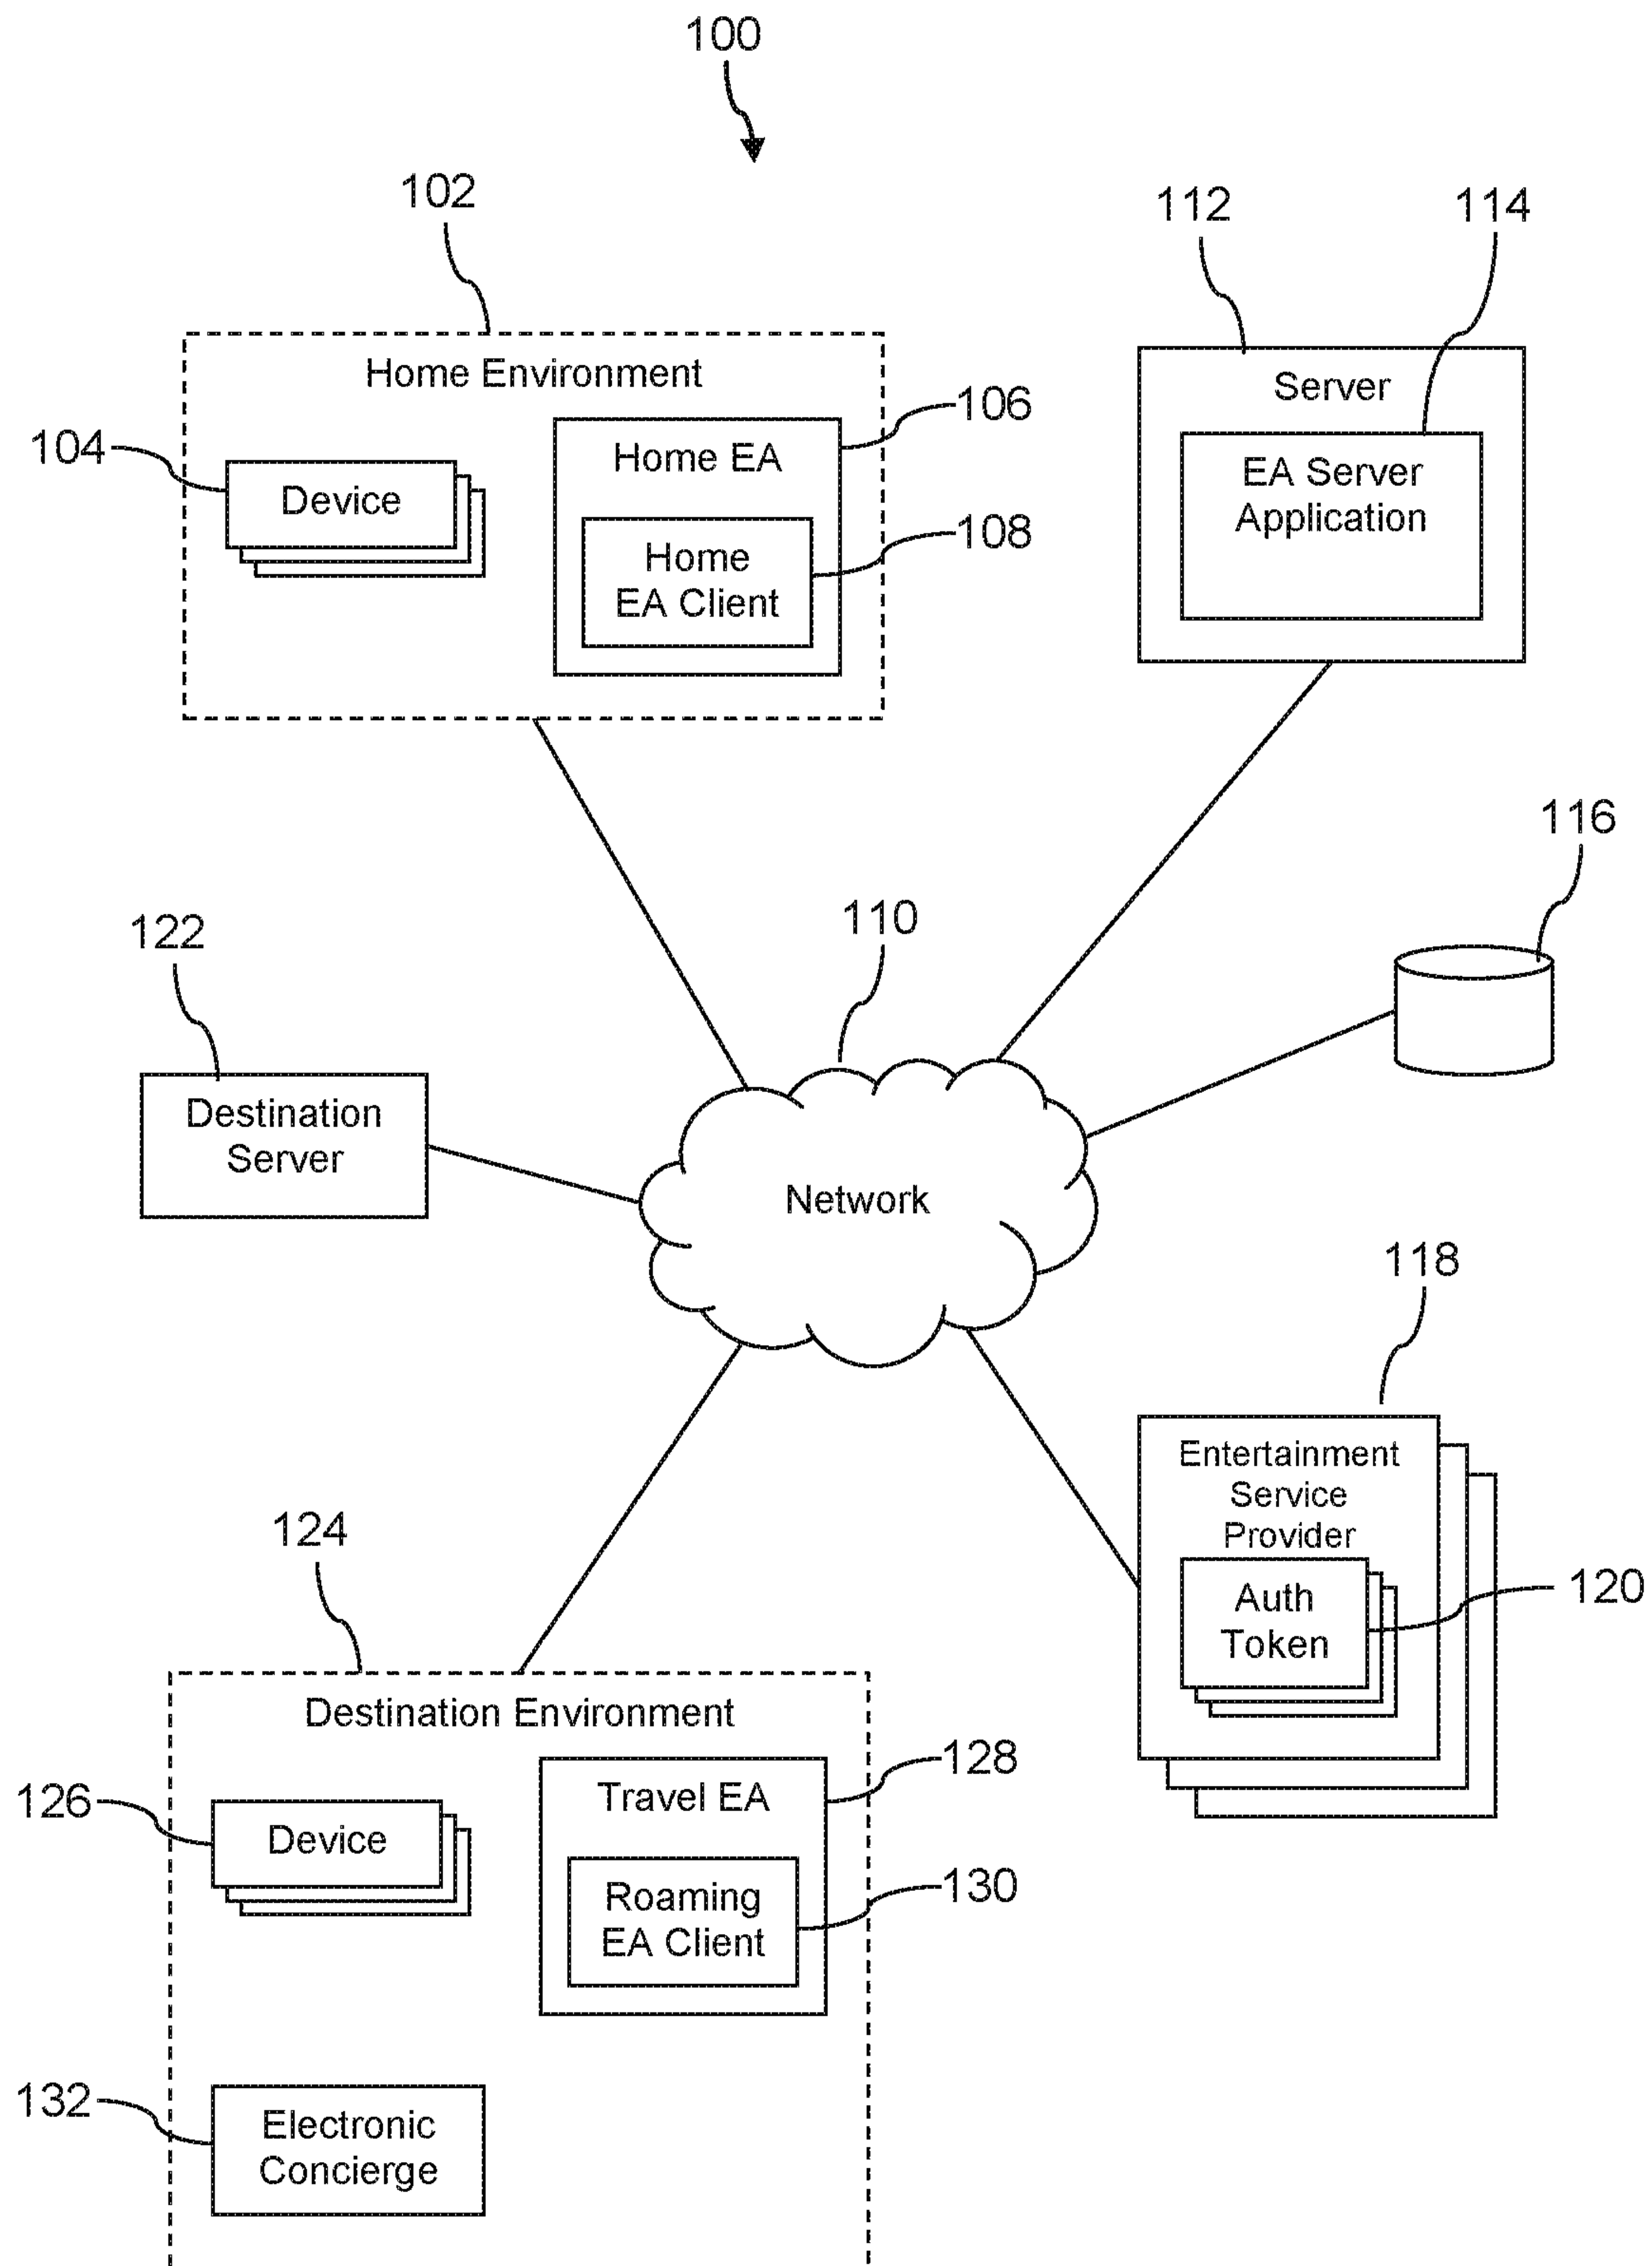 100
102
112
114
Home Environment
106
Server
104
Device
Home EA
EA Server
Application
108
Home
EA Client
116
110
122
Destination
Server
Network
118
Entertainment
Service
Provider
124
Auth
Token
120
Destination Environment
128
126
Device
Travel EA
130
Roaming
EA Client
132
Electronic
Concierge